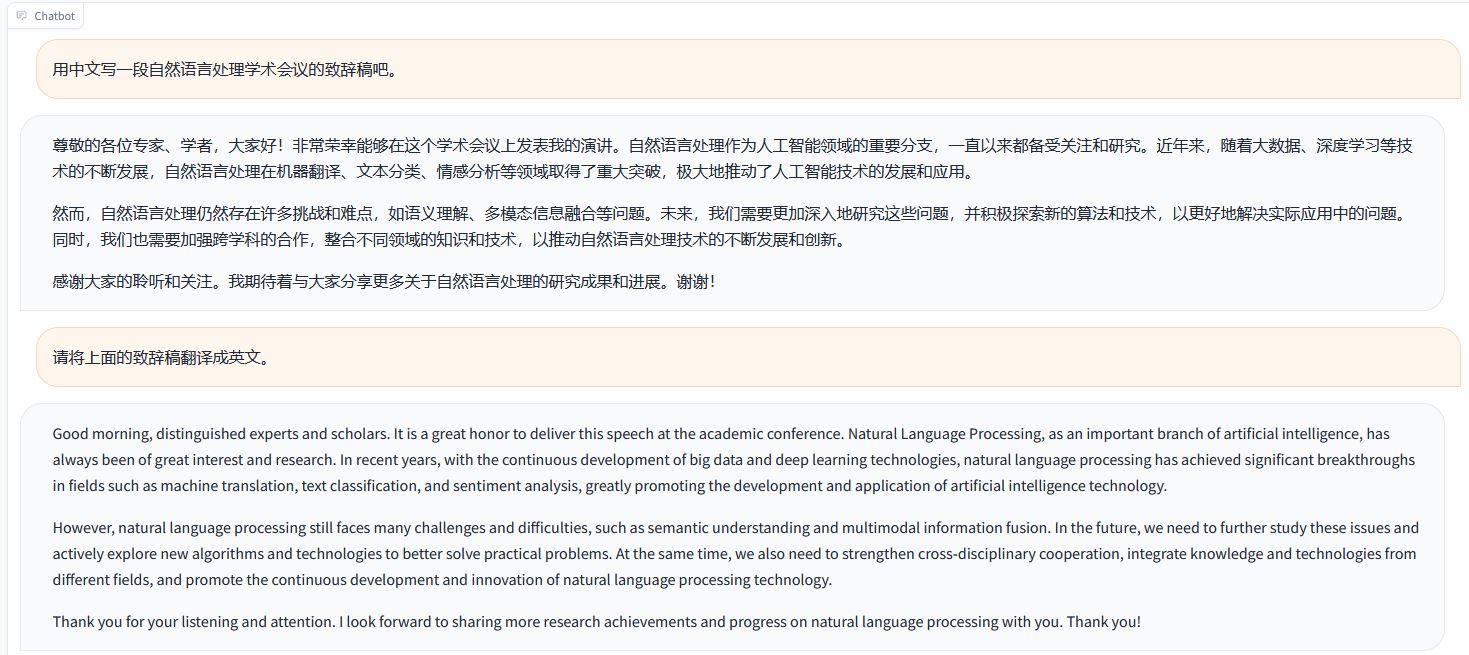 Chatbot
用中文写一段自然语言处理学术会议的致辞稿吧。
尊敬的各位专家、学者，大家好！非常荣幸能够在这个学术会议上发表我的演讲。自然语言处理作为人工智能领域的重要分支，一直以来都备受关注和研究。近年来，随着大数据、深度学习等技
术的不断发展，自然语言处理在机器翻译、文本分类、情感分析等领域取得了重大突破，极大地推动了人工智能技术的发展和应用。
然而，自然语言处理仍然存在许多挑战和难点，如语义理解、多模态信息融合等问题。未来，我们需要更加深入地研究这些问题，并积极探索新的算法和技术，以更好地解决实际应用中的问题。
同时，我们也需要加强跨学科的合作，整合不同领域的知识和技术，以推动自然语言处理技术的不断发展和创新。
感谢大家的聆听和关注。我期待着与大家分享更多关于自然语言处理的研究成果和进展。谢谢！
请将上面的致辞稿翻译成英文。
Good morning, distinguished experts and scholars. It is a great honor to deliver this speech at the academic conference. Natural Language Processing, as an important branch of artificial intelligence, has
always been of great interest and research. In recent years, with the continuous development of big data and deep learning technologies, natural language processing has achieved significant breakthroughs
in fields such as machine translation, text classification, and sentiment analysis, greatly promoting the development and application of artificial intelligence technology.
However, natural language processing still faces many challenges and difficulties, such as semantic understanding and multimodal information fusion. In the future, we need to further study these issues and
actively explore new algorithms and technologies to better solve practical problems. At the same time, we also need to strengthen cross-disciplinary cooperation, integrate knowledge and technologies from
different fields, and promote the continuous development and innovation of natural language processing technology.
Thank you for your listening and attention. I look forward to sharing more research achievements and progress on natural language processing with you. Thank you!